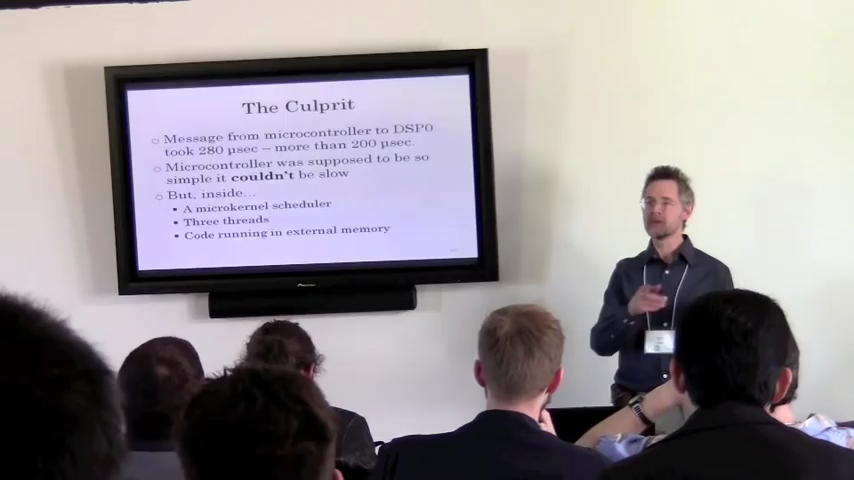 The Culprit
○ Message from microcontroller to DSP0
took 280 μsec – more than 200 μsec.
○ Microcontroller was supposed to be so
simple it couldn't be slow
○ But, inside...
▪ A microkernel scheduler
▪ Three threads
▪ Code running in external memory
Pioneer